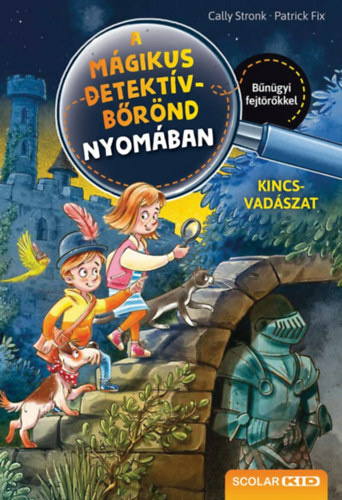 Cally Stronk · Patrick Fix
A
MÁGIKUS
DETEKTÍV-
BŐRÖND
NYOMÁBAN
Bűnügyi
fejtörőkkel
KINCS-
VADÁSZAT
SCOLAR KID